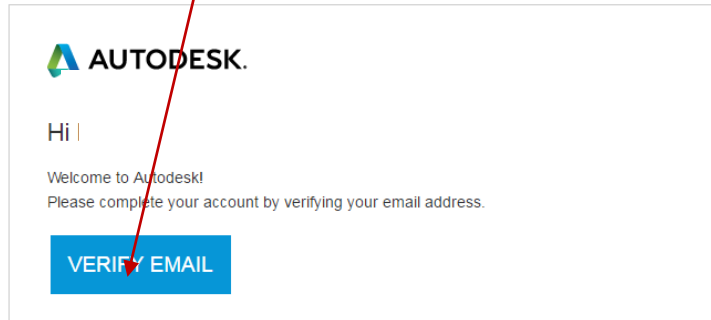 AUTODESK.
Hi
Welcome to Autodesk!
Please complete your account by verifying your email address.
VERIFY EMAIL